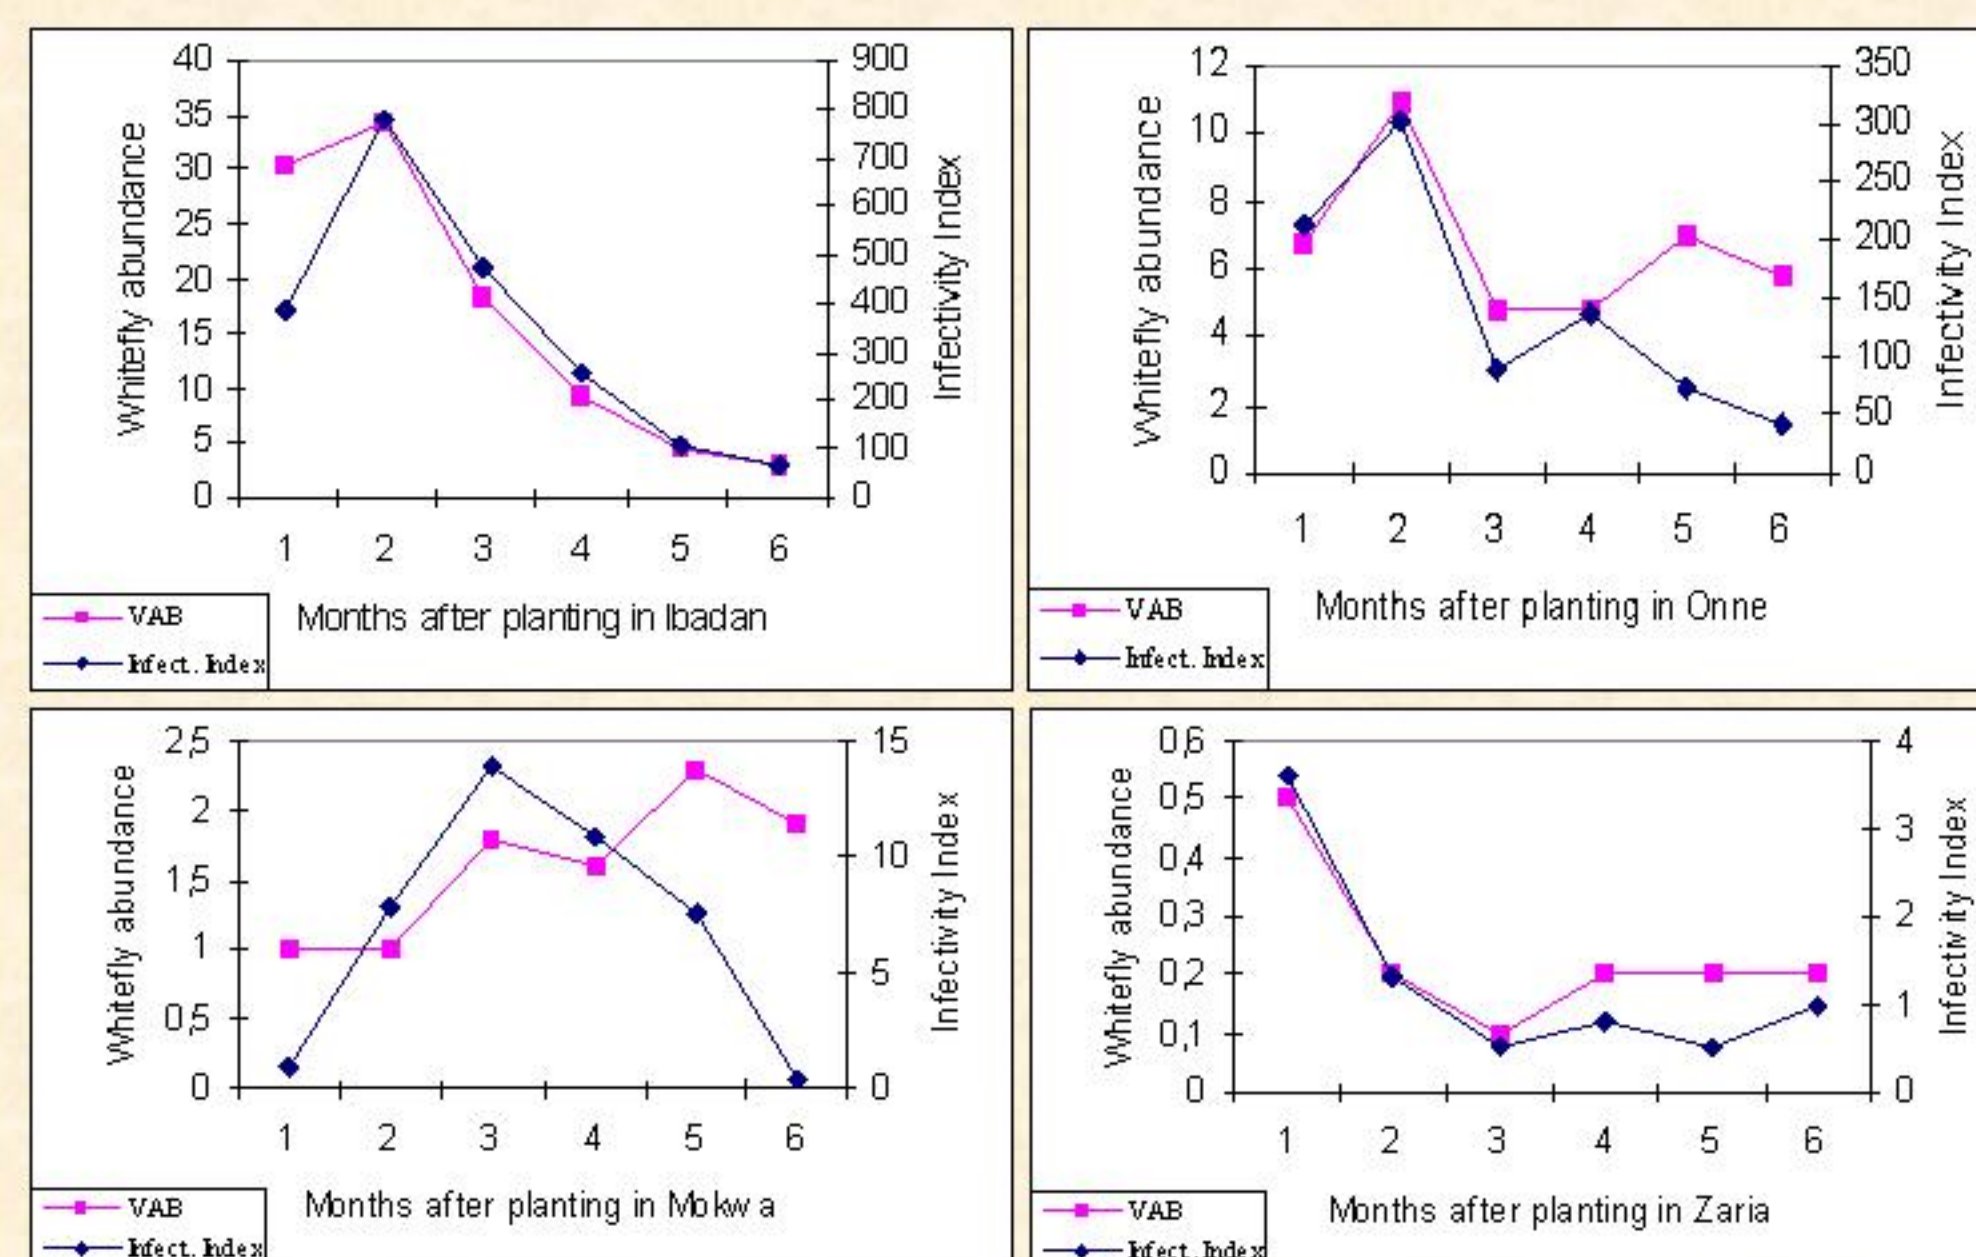 40
35
30
25
20
15
10
5
0
Whitefly abundance
900
800
700
600
500
400
300
200
100
0
Infectivity Index
1 2 3 4 5 6
Months after planting in Ibadan
VAB
Infect. Index
12
10
8
6
4
2
0
Whitefly abundance
350
300
250
200
150
100
50
0
Infectivity Index
1 2 3 4 5 6
Months after planting in Onne
VAB
Infect. Index
2,5
2
1,5
1
0,5
0
Whitefly abundance
15
10
5
0
Infectivity Index
1 2 3 4 5 6
Months after planting in Mokwa
VAB
Infect. Index
0,6
0,5
0,4
0,3
0,2
0,1
0
Whitefly abundance
4
3
2
1
0
Infectivity Index
1 2 3 4 5 6
Months after planting in Zaria
VAB
Infect. Index